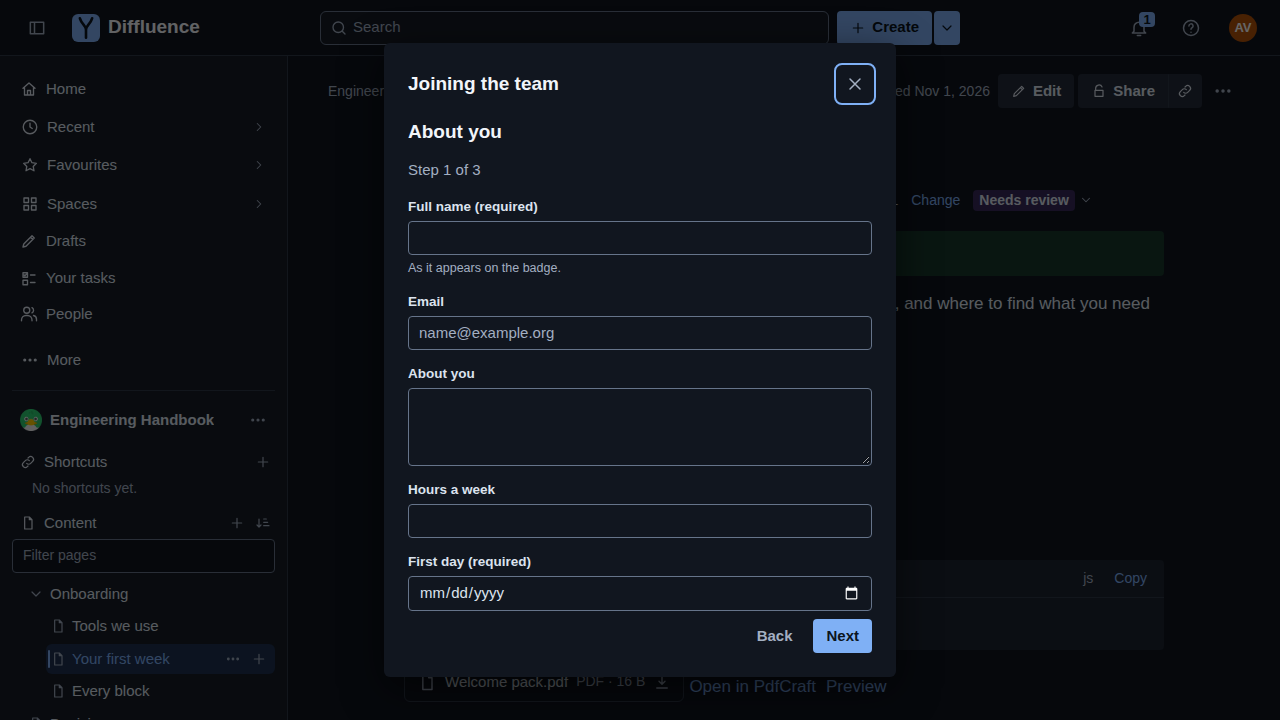 Diffluence
Search
Create
1
AV
Home
Recent
Favourites
Spaces
Drafts
Your tasks
People
More
Engineering Handbook
Shortcuts
No shortcuts yet.
Content
Filter pages
Onboarding
Tools we use
Your first week
Every block
Engineer
ed Nov 1, 2026
Edit
Share
Change
Needs review
, and where to find what you need
js
Copy
Welcome pack.pdf
PDF · 16 B
Open in PdfCraft
Preview
Joining the team
About you
Step 1 of 3
Full name (required)
As it appears on the badge.
Email
name@example.org
About you
Hours a week
First day (required)
mm/dd/yyyy
Back
Next